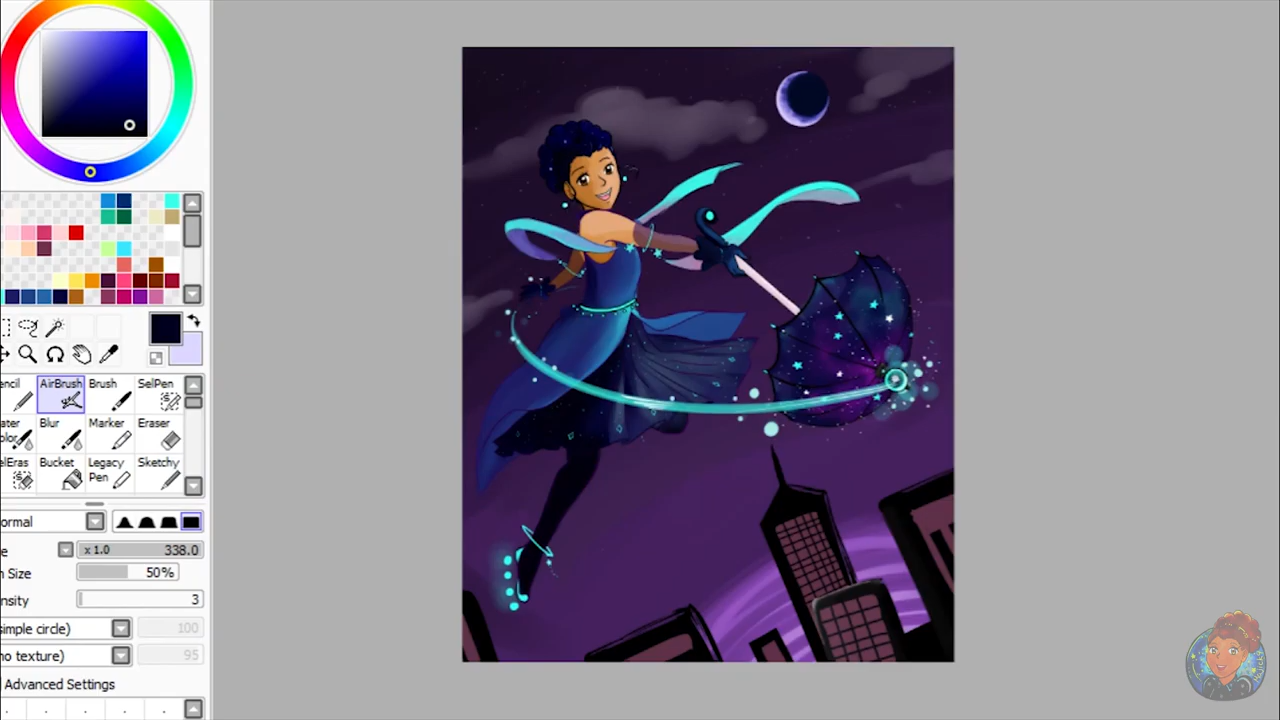 encil AirBrush Brush SelPen
ater Blur Marker Eraser
olor
elEras Bucket Legacy Sketchy
Pen
ormal
e x 1.0 338.0
n Size 50%
nsity 3
simple circle) 100
no texture) 95
Advanced Settings